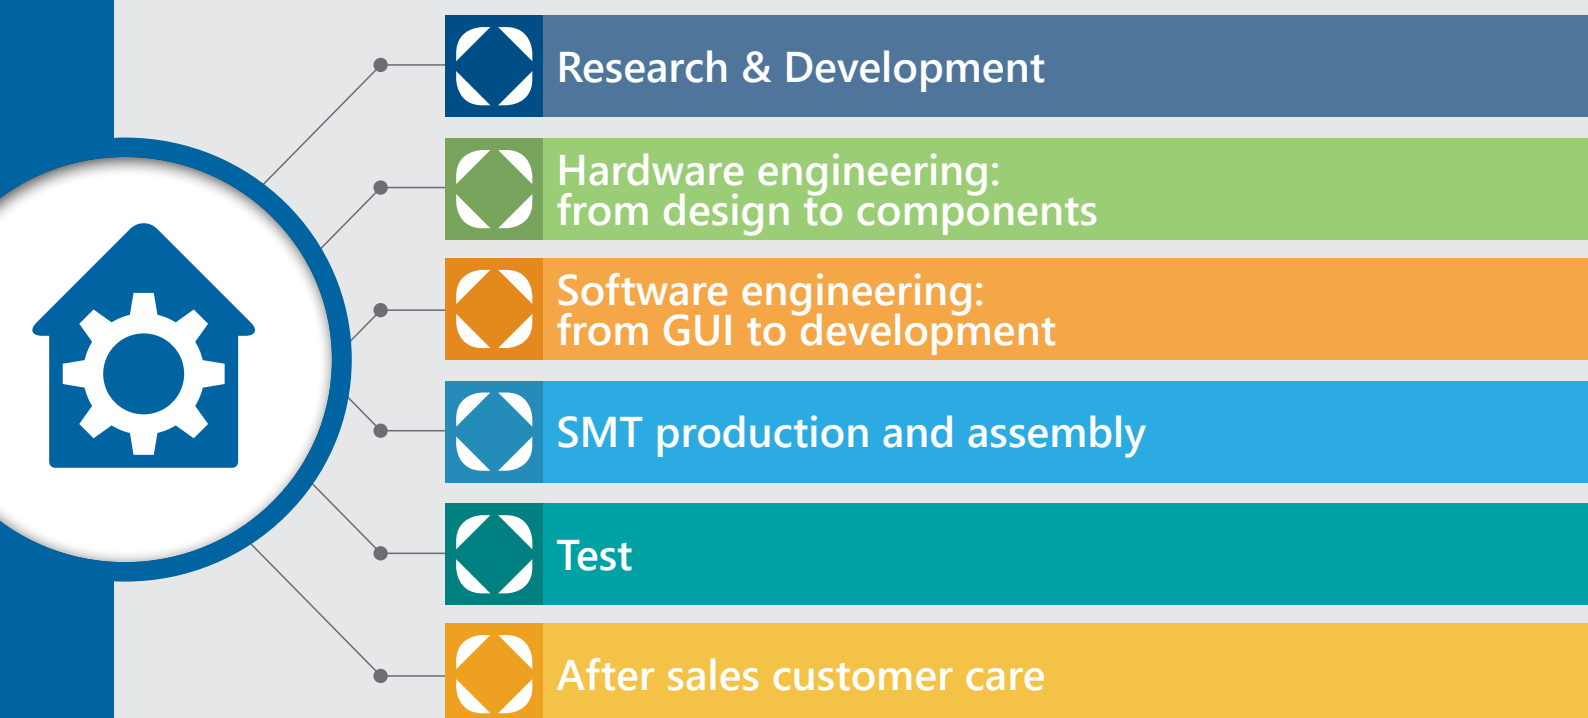 Research & Development
Hardware engineering:
from design to components
Software engineering:
from GUI to development
SMT production and assembly
Test
After sales customer care